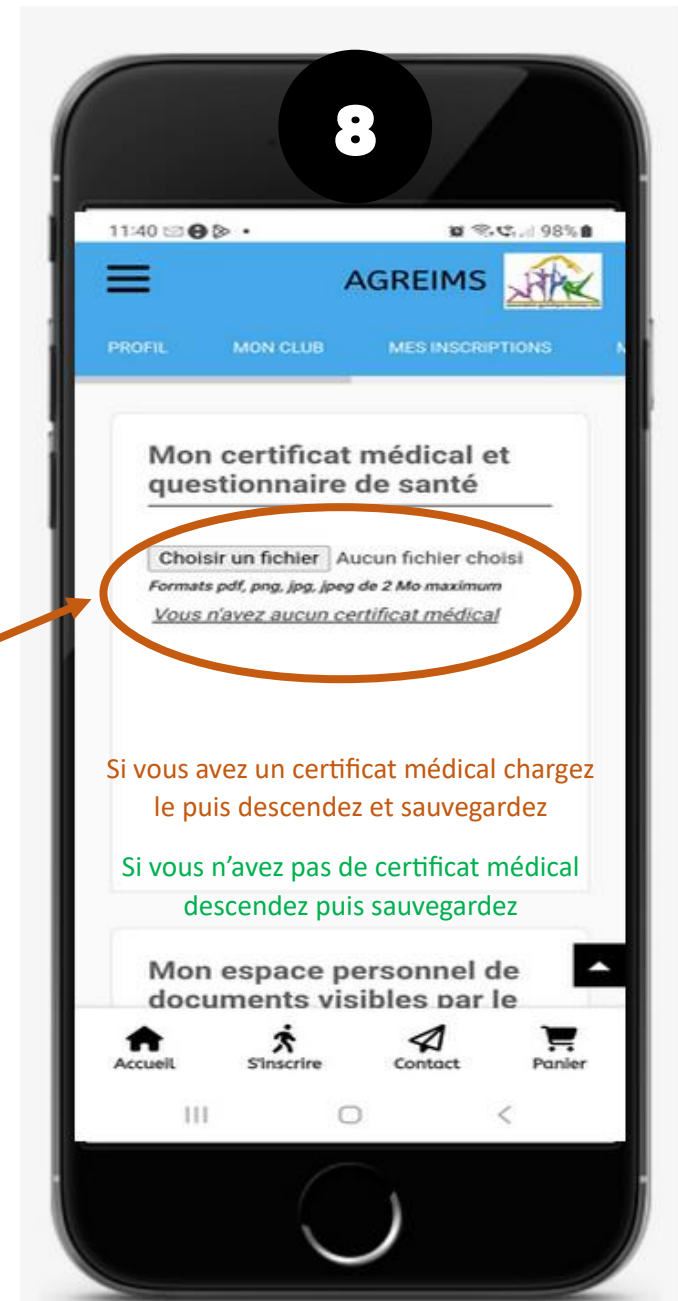 8
11:40 98%
AGREIMS
PROFIL MON CLUB MES INSCRIPTIONS
Mon certificat médical et
questionnaire de santé
Choisir un fichier Aucun fichier choisi
Formats pdf, png, jpg, jpeg de 2 Mo maximum
Vous n'avez aucun certificat médical
Si vous avez un certificat médical chargez
le puis descendez et sauvegardez
Si vous n’avez pas de certificat médical
descendez puis sauvegardez
Mon espace personnel de
documents visibles par le
Accueil S'inscrire Contact Panier